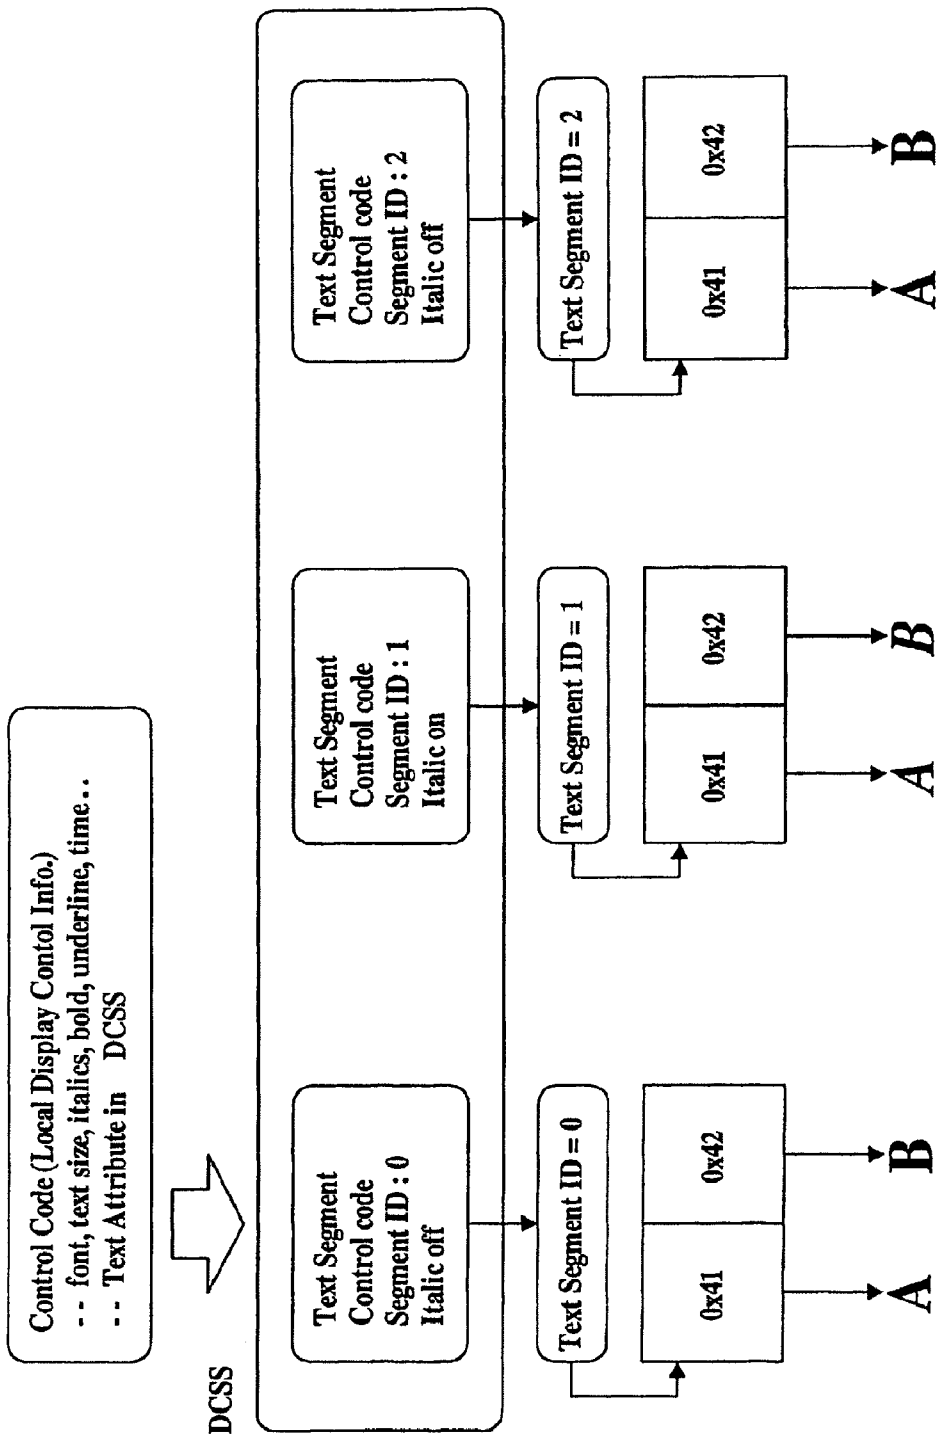 Control Code (Local Display Contol Info.)
- - font, text size, italics, bold, underline, time . .
- - Text Attribute in DCSS
DCSS
Text Segment
Control code
Segment ID : 0
Italic off
Text Segment
Control code
Segment ID : 1
Italic on
Text Segment
Control code
Segment ID : 2
Italic off
Text Segment ID = 0
Text Segment ID = 1
Text Segment ID = 2
0x41 0x42
0x41 0x42
0x41 0x42
A B
A B
A B